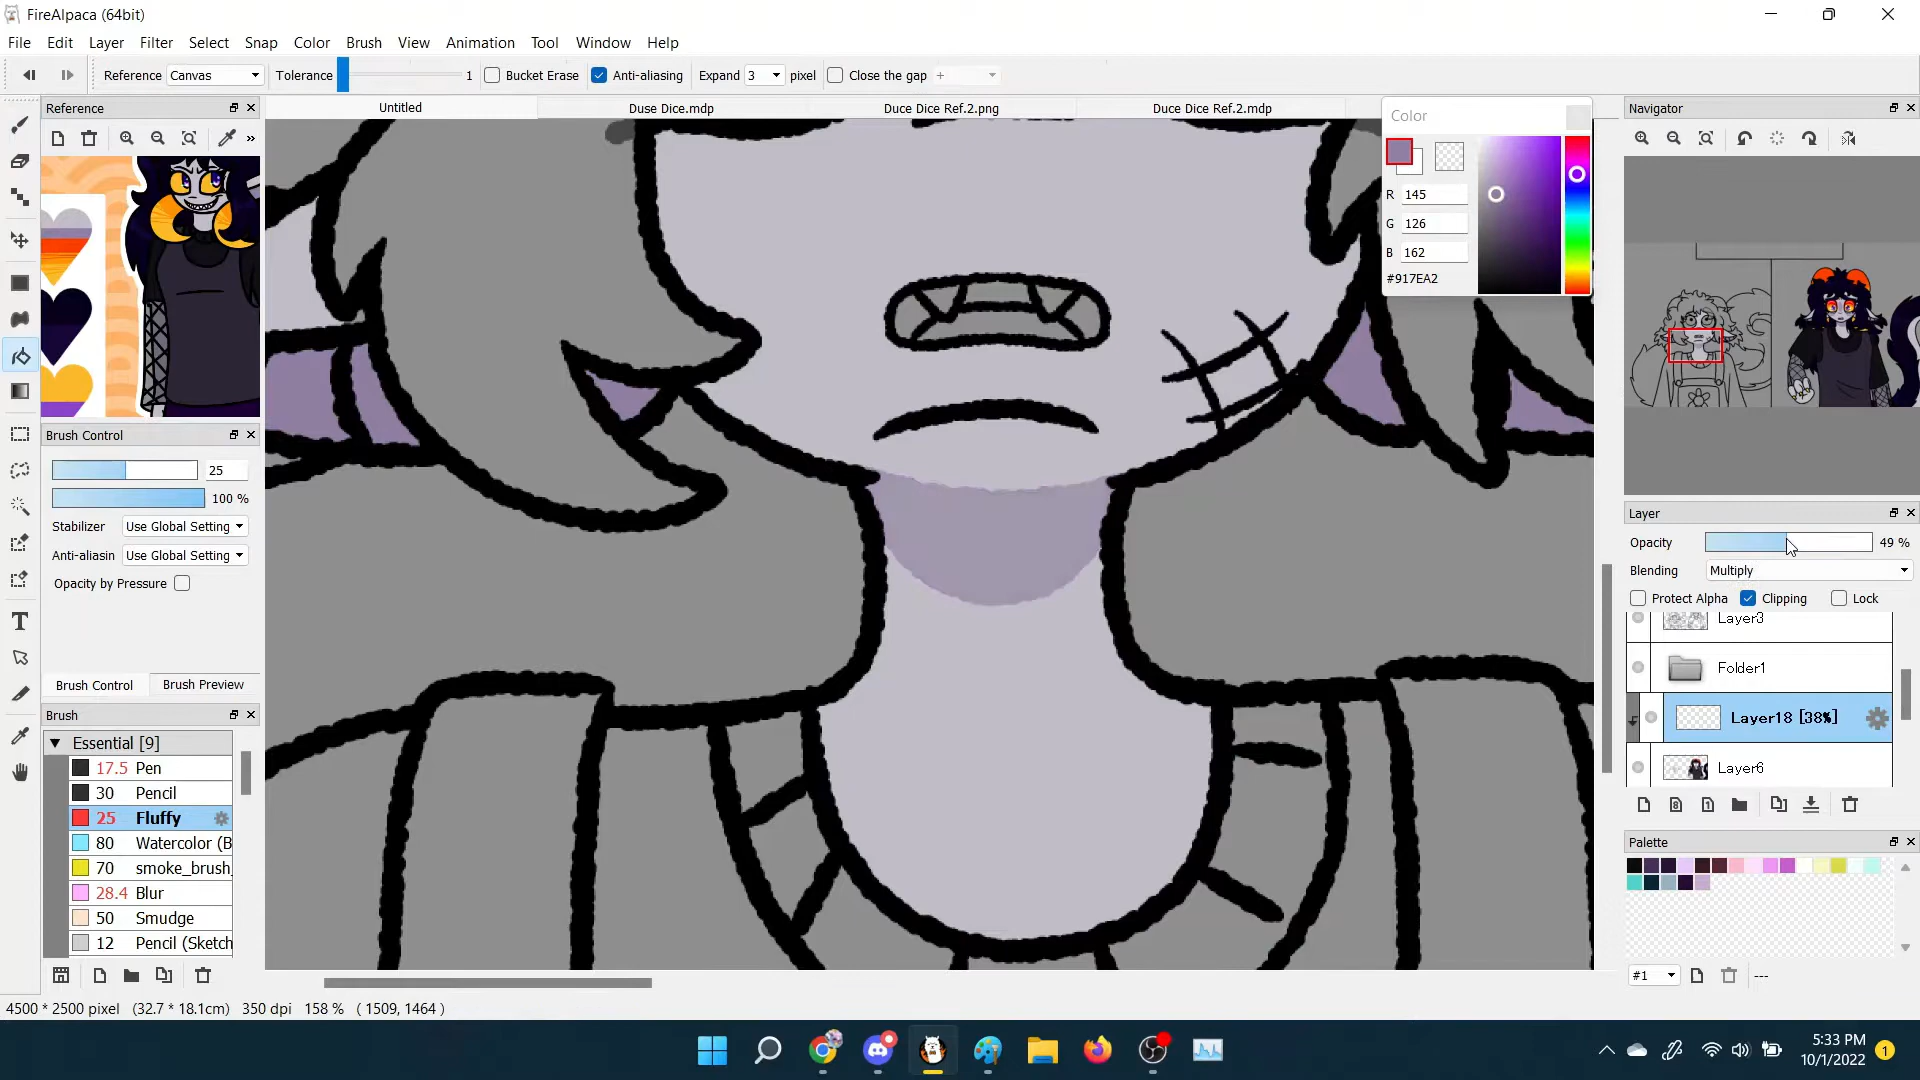 FireAlpaca (64bit)
File Edit Layer Filter Select Snap Color Brush View Animation Tool Window Help
Reference Canvas Tolerance 1 Bucket Erase Anti-aliasing Expand 3 pixel Close the gap +
Reference
»
Untitled Duse Dice.mdp Duce Dice Ref.2.png Duce Dice Ref.2.mdp
Color
R 145
G 126
B 162
#917EA2
Navigator
Brush Control
25
100 %
Stabilizer Use Global Setting
Anti-aliasin Use Global Setting
Opacity by Pressure
Brush Control Brush Preview
Brush
Essential [9]
17.5 Pen
30 Pencil
25 Fluffy
80 Watercolor (B
70 smoke_brush_
28.4 Blur
50 Smudge
12 Pencil (Sketch
Layer
Opacity 49 %
Blending Multiply
Protect Alpha Clipping Lock
Layer3
Folder1
Layer18 [38%]
Layer6
8
1
Palette
#1 ---
4500 * 2500 pixel (32.7 * 18.1cm) 350 dpi 158 % ( 1509, 1464 )
5:33 PM
10/1/2022
1